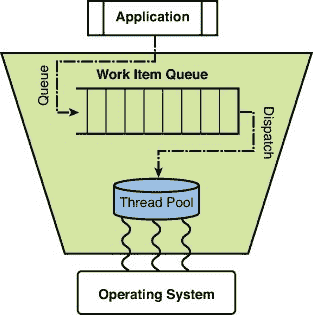 Application
Queue
Work Item Queue
Dispatch
Thread Pool
Operating System